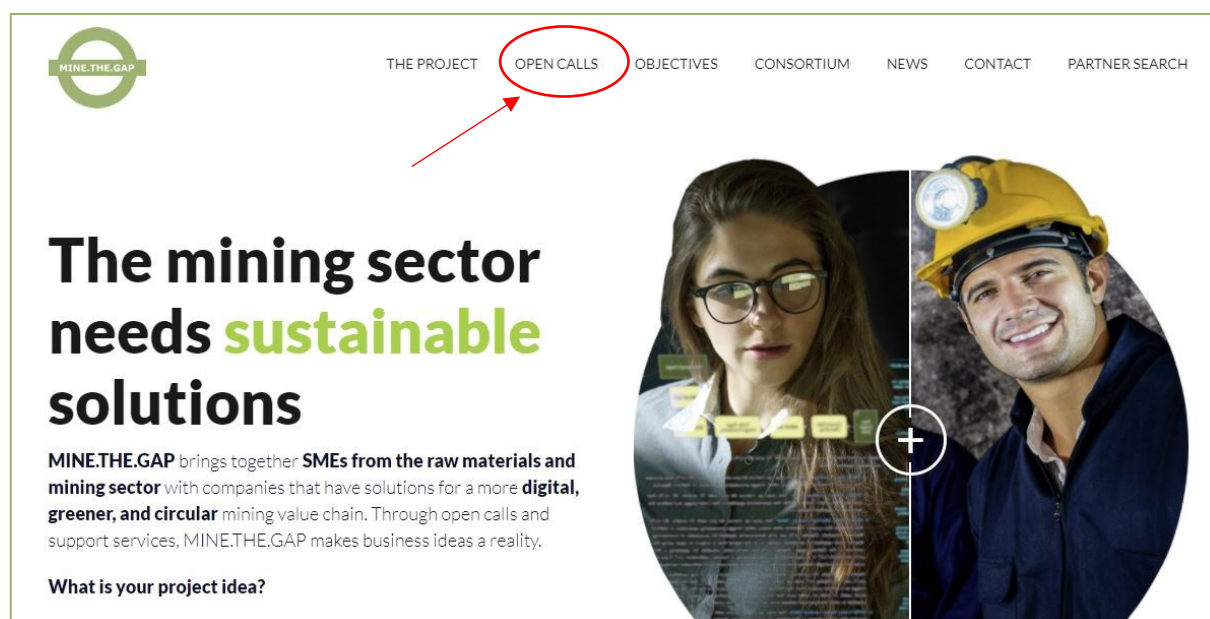 MINE.THE.GAP
THE PROJECT OPEN CALLS OBJECTIVES CONSORTIUM NEWS CONTACT PARTNER SEARCH
The mining sector
needs sustainable
solutions
MINE.THE.GAP brings together SMEs from the raw materials and
mining sector with companies that have solutions for a more digital,
greener, and circular mining value chain. Through open calls and
support services, MINE.THE.GAP makes business ideas a reality.
What is your project idea?